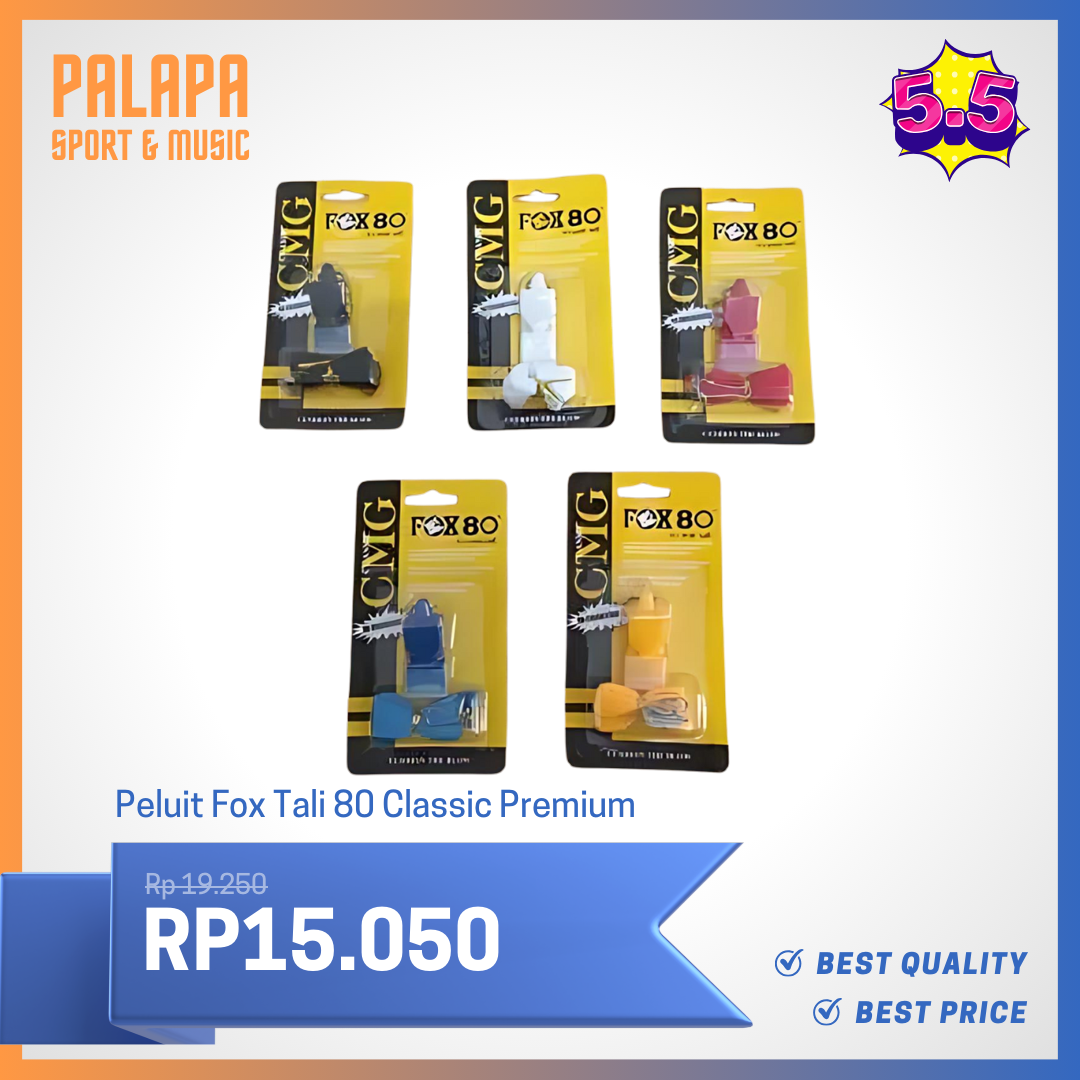 PALAPA
SPORT & MUSIC
5.5
CMG
FOX 80
CMG
FOX 80
CMG
FOX 80
CMG
FOX 80
CMG
FOX 80
Peluit Fox Tali 80 Classic Premium
Rp 19.250
RP15.050
BEST QUALITY
BEST PRICE